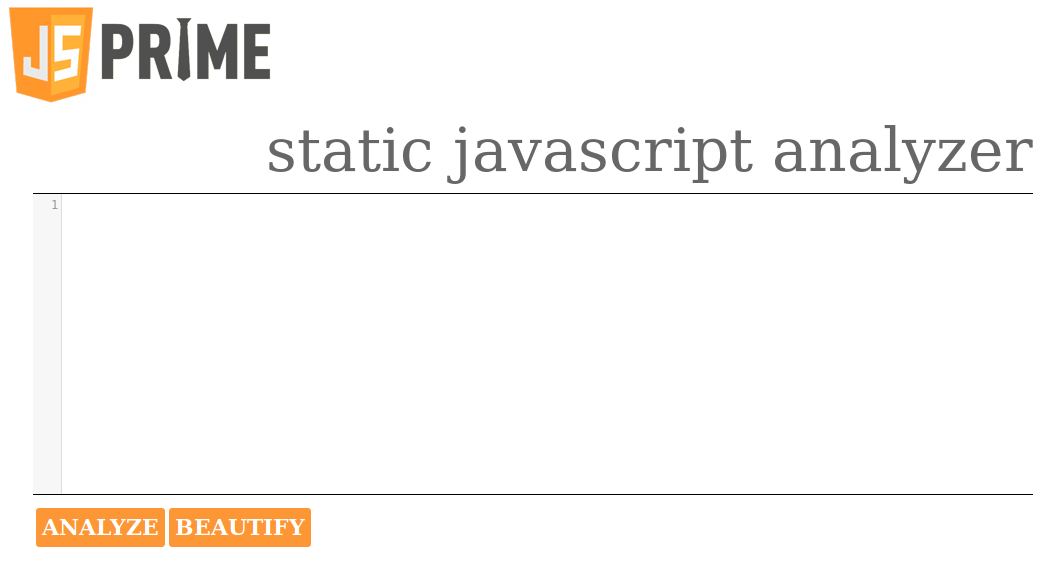 JS PRIME
static javascript analyzer
1
ANALYZE BEAUTIFY